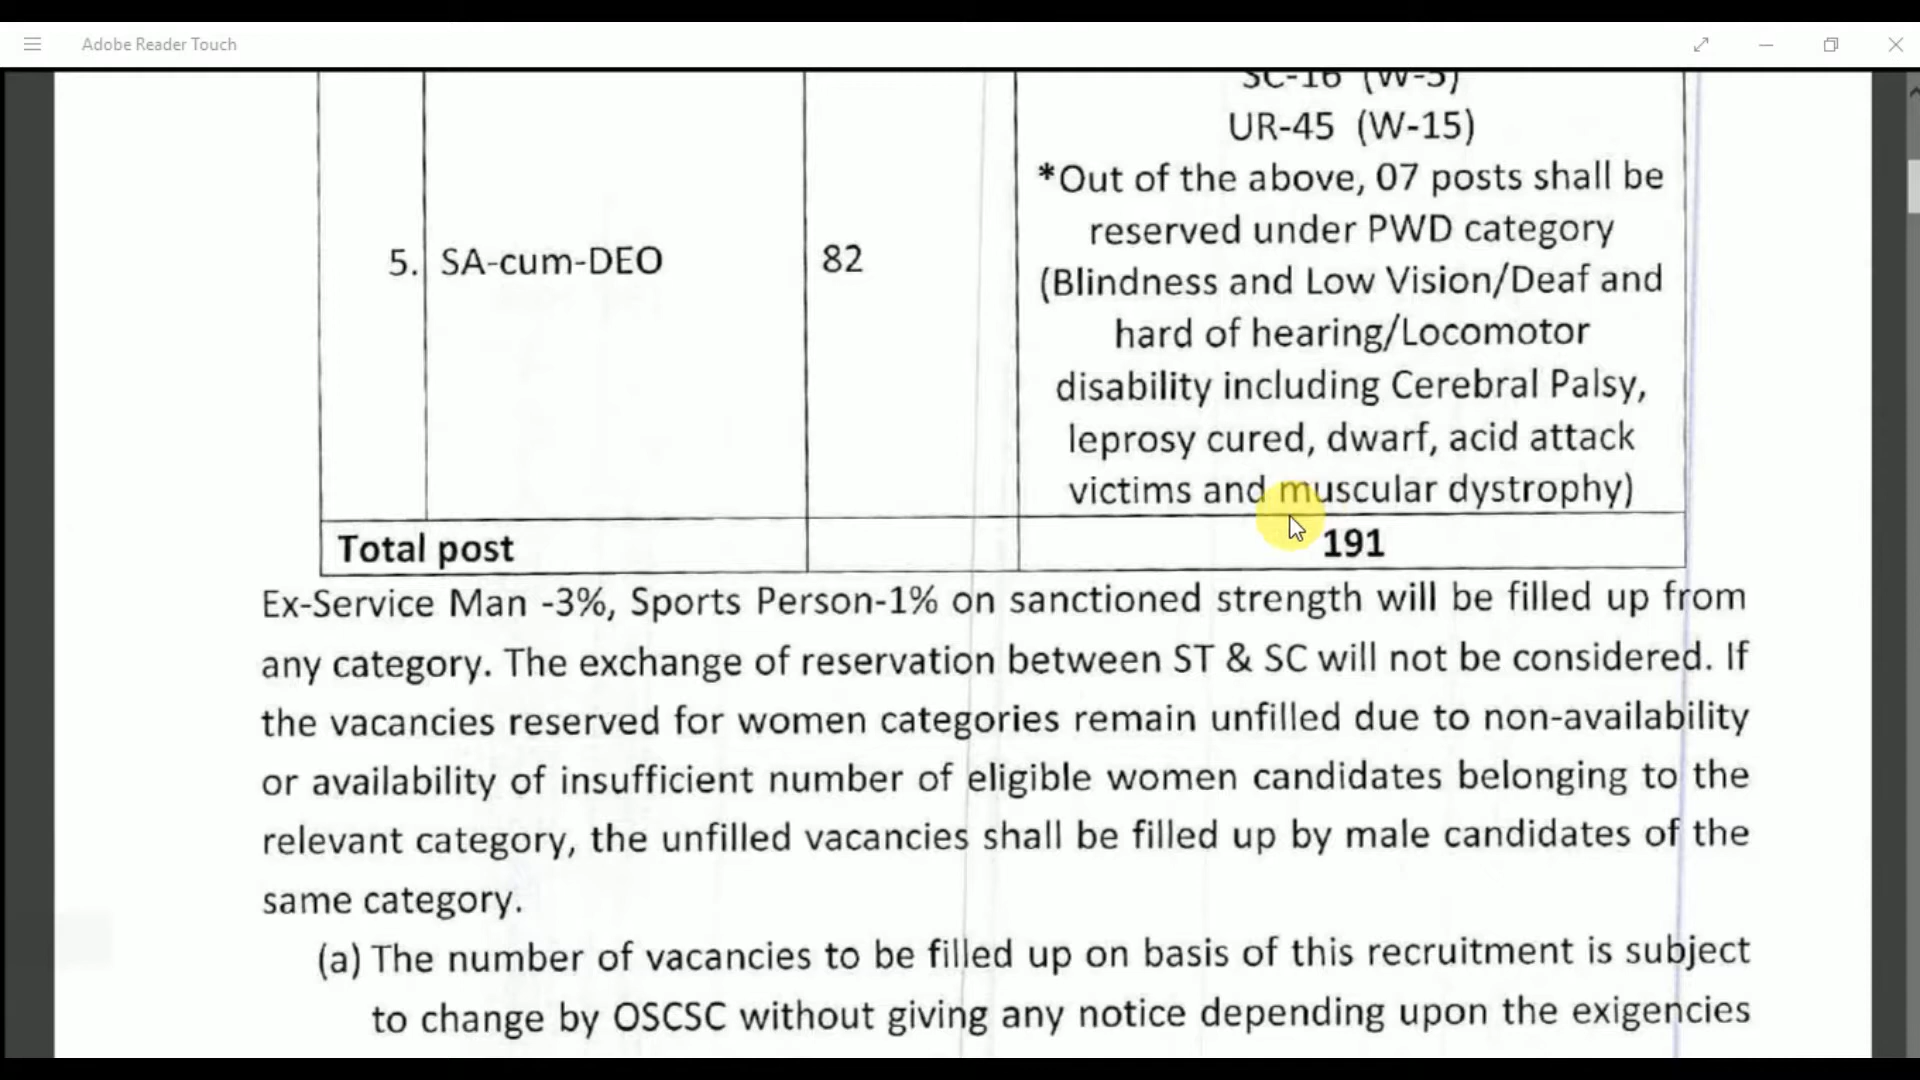 Adobe Reader Touch
SC-16 (W-5)
UR-45 (W-15)
*Out of the above, 07 posts shall be
reserved under PWD category
(Blindness and Low Vision/Deaf and
5. SA-cum-DEO 82
hard of hearing/Locomotor
disability including Cerebral Palsy,
leprosy cured, dwarf, acid attack
victims and muscular dystrophy)
Total post 191
Ex-Service Man -3%, Sports Person-1% on sanctioned strength will be filled up from
any category. The exchange of reservation between ST & SC will not be considered. If
the vacancies reserved for women categories remain unfilled due to non-availability
or availability of insufficient number of eligible women candidates belonging to the
relevant category, the unfilled vacancies shall be filled up by male candidates of the
same category.
(a) The number of vacancies to be filled up on basis of this recruitment is subject
to change by OSCSC without giving any notice depending upon the exigencies